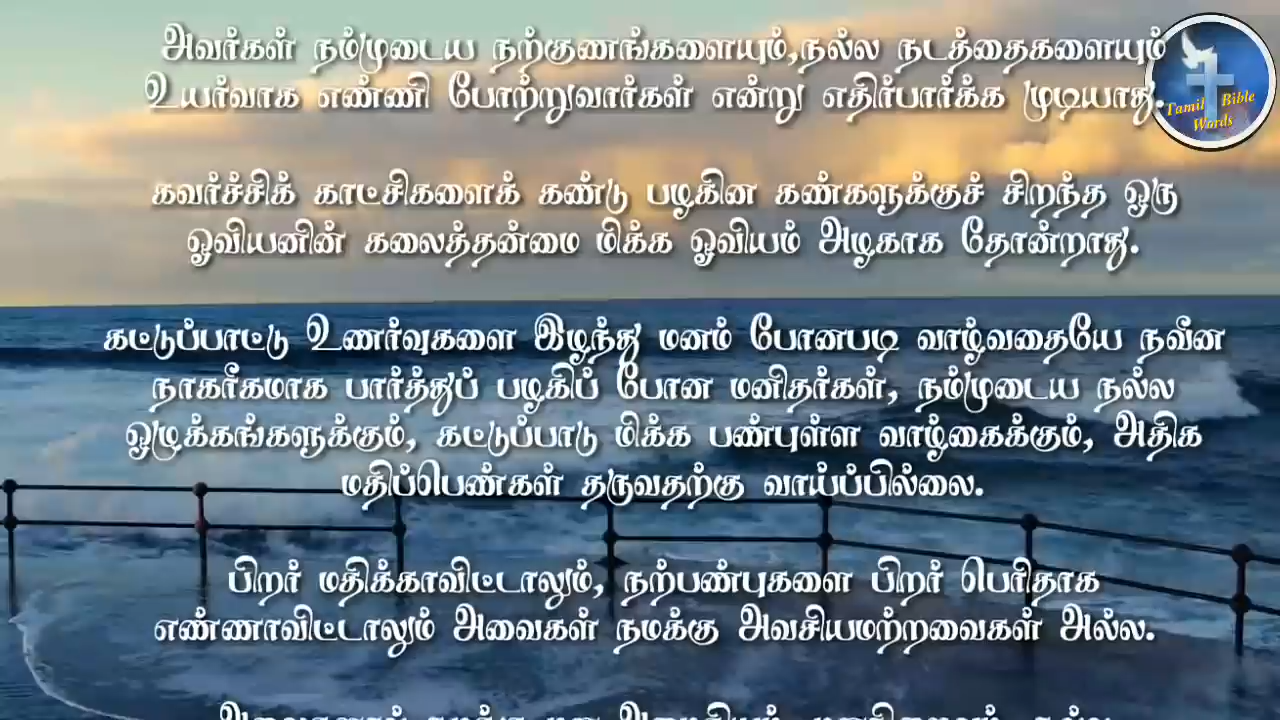 அவர்கள் நம்முடைய நற்குணங்களையும்,நல்ல நடத்தைகளையும்
உயர்வாக எண்ணி போற்றுவார்கள் என்று எதிர்பார்க்க முடியாது.
Tamil Bible
Words
கவர்ச்சிக் காட்சிகளைக் கண்டு பழகின கண்களுக்குச் சிறந்த ஒரு
ஓவியனின் கலைத்தன்மை மிக்க ஓவியம் அழகாக தோன்றாது.
கட்டுப்பாட்டு உணர்வுகளை இழந்து மனம் போனபடி வாழ்வதையே நவீன
நாகரீகமாக பார்த்துப் பழகிப் போன மனிதர்கள், நம்முடைய நல்ல
ஒழுக்கங்களுக்கும், கட்டுப்பாடு மிக்க பண்புள்ள வாழ்கைக்கும், அதிக
மதிப்பெண்கள் தருவதற்கு வாய்ப்பில்லை.
பிறர் மதிக்காவிட்டாலும், நற்பண்புகளை பிறர் பெரிதாக
எண்ணாவிட்டாலும் அவைகள் நமக்கு அவசியமற்றவைகள் அல்ல.